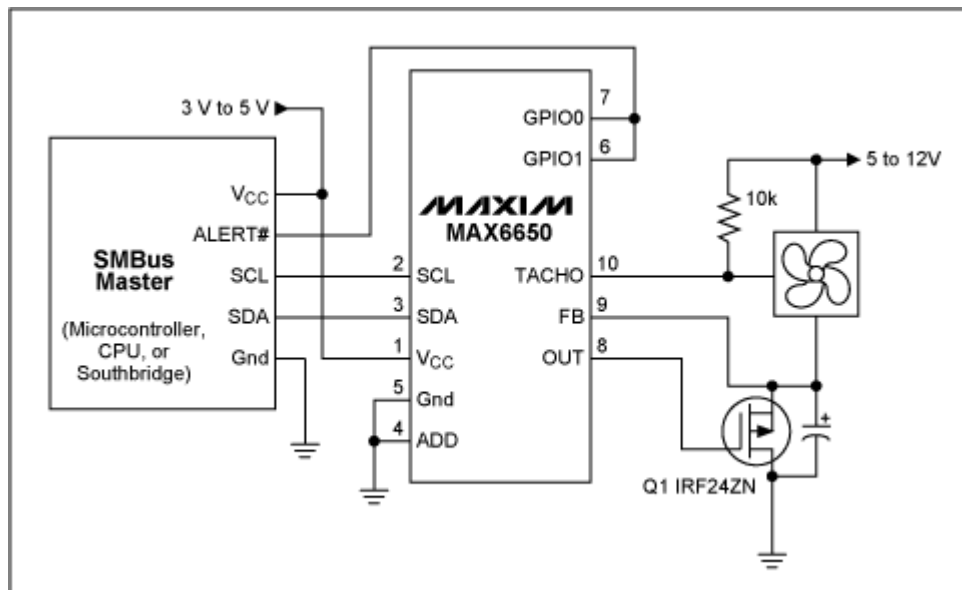 3 V to 5 V
VCC
ALERT#
SMBus
Master
SCL
SDA
(Microcontroller,
CPU, or
Southbridge)
Gnd
7
GPIO0
6
GPIO1
MAXIM
MAX6650
2
SCL
3
SDA
1
VCC
5
Gnd
4
ADD
10
TACHO
9
FB
8
OUT
5 to 12V
10k
+
Q1 IRF24ZN